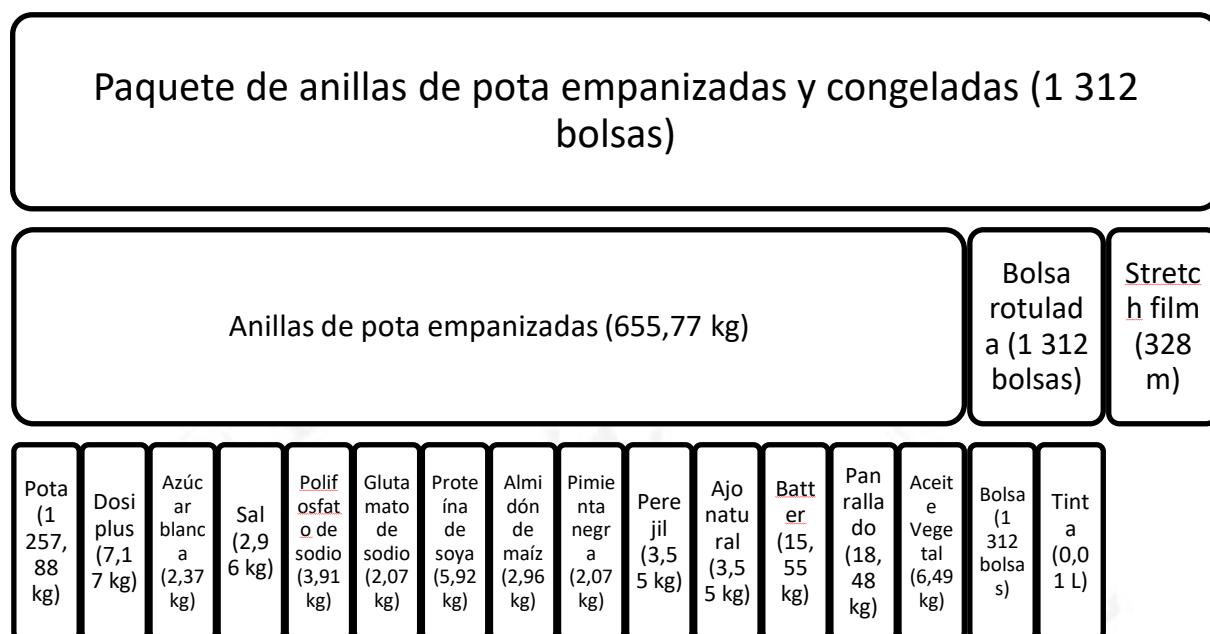 Paquete de anillas de pota empanizadas y congeladas (1 312
bolsas)
Anillas de pota empanizadas (655,77 kg)
Bolsa
rotulad
a (1 312
bolsas)
Stretc
h film
(328
m)
Pota
(1
257,
88
kg)
Dosi
plus
(7,1
7 kg)
Azúc
ar
blanc
a
(2,37
kg)
Sal
(2,9
6 kg)
Polif
osfat
o de
sodio
(3,91
kg)
Gluta
mato
de
sodio
(2,07
kg)
Prote
ína
de
soya
(5,92
kg)
Almi
dón
de
maíz
(2,96
kg)
Pimie
nta
negr
a
(2,07
kg)
Pere
jil
(3,5
5 kg)
Ajo
natu
ral
(3,5
5 kg)
Batt
er
(15,
55
kg)
Pan
ralla
do
(18,
48
kg)
Aceit
e
Vege
tal
(6,49
kg)
Bolsa
(1
312
bolsa
s)
Tint
a
(0,0
1 L)